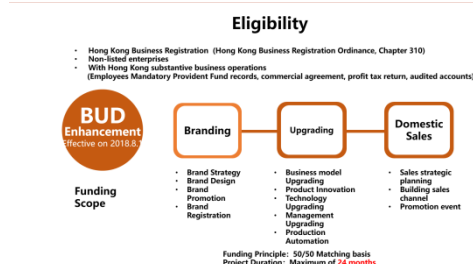 Eligibility
• Hong Kong Business Registration (Hong Kong Business Registration Ordinance, Chapter 310)
• Non-listed enterprises
• With Hong Kong substantive business operations
(Employees Mandatory Provident Fund records, commercial agreement, profit tax return, audited accounts)
BUD
Enhancement
Effective on 2018.8.1
Branding
Upgrading
Domestic
Sales
Funding
Scope
• Brand Strategy
• Brand Design
• Brand
Promotion
• Brand
Registration
• Business model
Upgrading
• Product Innovation
• Technology
Upgrading
• Management
Upgrading
• Production
Automation
• Sales strategic
planning
• Building sales
channel
• Promotion event
Funding Principle: 50/50 Matching basis
Project Duration: Maximum of 24 months